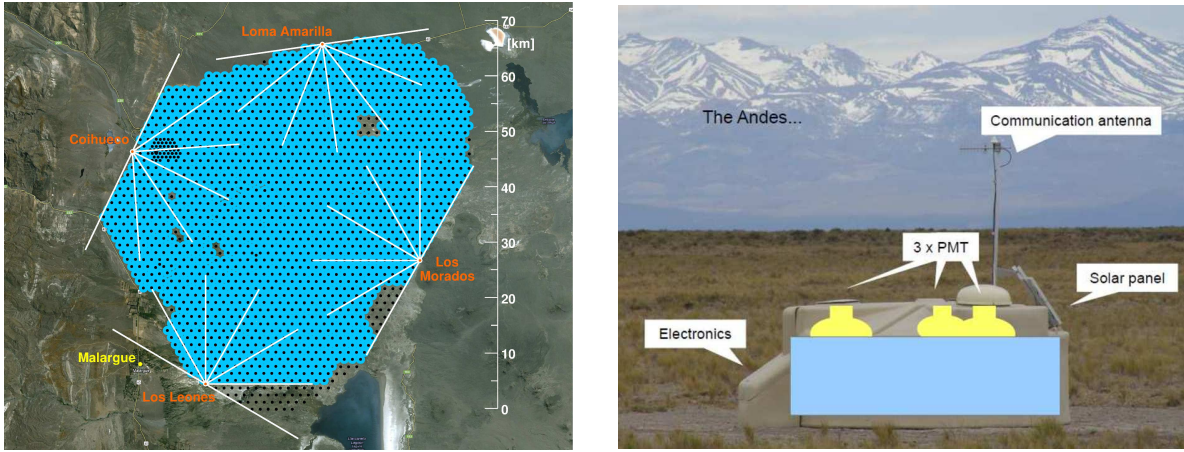 Loma Amarilla
70
[km]
60
50
Coihueco
40
30
Los
Morados
20
10
Malargue
Los Leones
0
The Andes...
Communication antenna
3 x PMT
Solar panel
Electronics